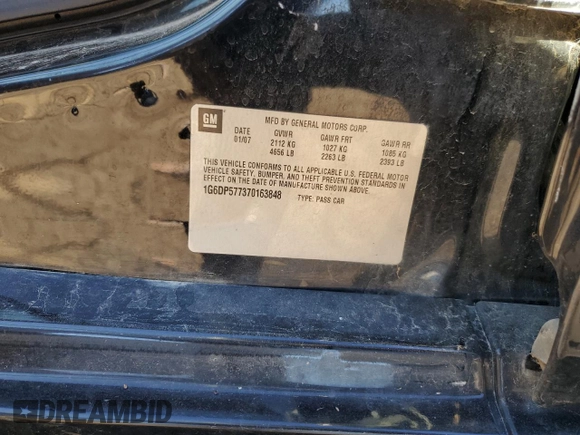 GM
MFD BY GENERAL MOTORS CORP.
DATE GVWR GAWR FRT GAWR RR
01/07 2112 KG 1027 KG 1085 KG
4656 LB 2263 LB 2393 LB
THIS VEHICLE CONFORMS TO ALL APPLICABLE U.S. FEDERAL MOTOR
VEHICLE SAFETY, BUMPER, AND THEFT PREVENTION STANDARDS IN
EFFECT ON THE DATE OF MANUFACTURE SHOWN ABOVE.
1G6DP577370163848 TYPE: PASS CAR
DREAMBID